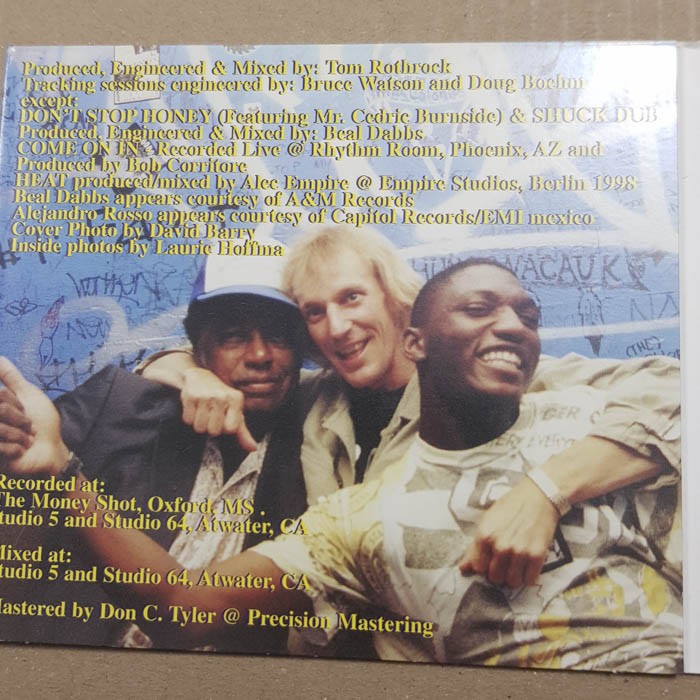 Produced, Engineered & Mixed by: Tom Rothrock
Tracking sessions engineered by: Bruce Watson and Doug Boehm
except:
DON'T STOP HONEY (Featuring Mr. Cedric Burnside) & SHUCK DUB
Produced, Engineered & Mixed by: Beal Dabbs
COME ON IN - Recorded Live @ Rhythm Room, Phoenix, AZ and
Produced by Bob Corritore
HEAT produced/mixed by Alec Empire @ Empire Studios, Berlin 1998
Beal Dabbs appears courtesy of A&M Records
Alejandro Rosso appears courtesy of Capitol Records/EMI mexico
Cover Photo by David Barry
Inside photos by Laurie Hoffma
Recorded at:
The Money Shot, Oxford, MS .
tudio 5 and Studio 64, Atwater, CA
Mixed at:
tudio 5 and Studio 64, Atwater, CA
Mastered by Don C. Tyler @ Precision Mastering